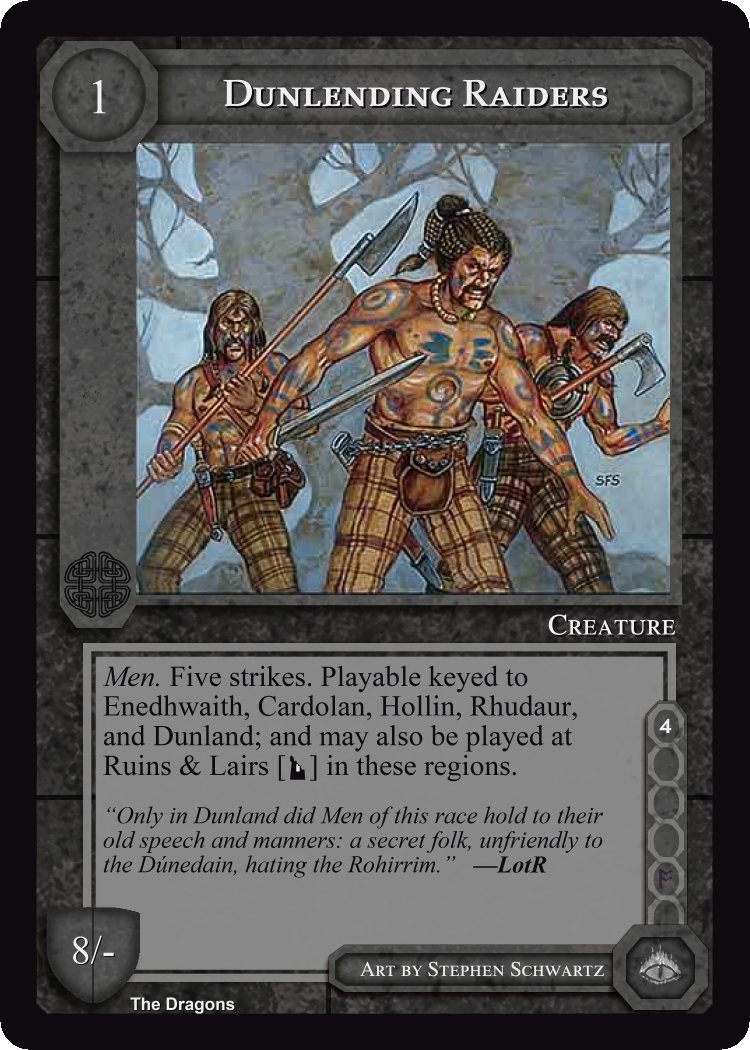 1
Dunlending Raiders
SFS
Creature
Men. Five strikes. Playable keyed to
Enedhwaith, Cardolan, Hollin, Rhudaur,
and Dunland; and may also be played at
Ruins & Lairs [ ] in these regions.
4
“Only in Dunland did Men of this race hold to their
old speech and manners: a secret folk, unfriendly to
the Dúnedain, hating the Rohirrim.” —LotR
8/-
Art by Stephen Schwartz
The Dragons